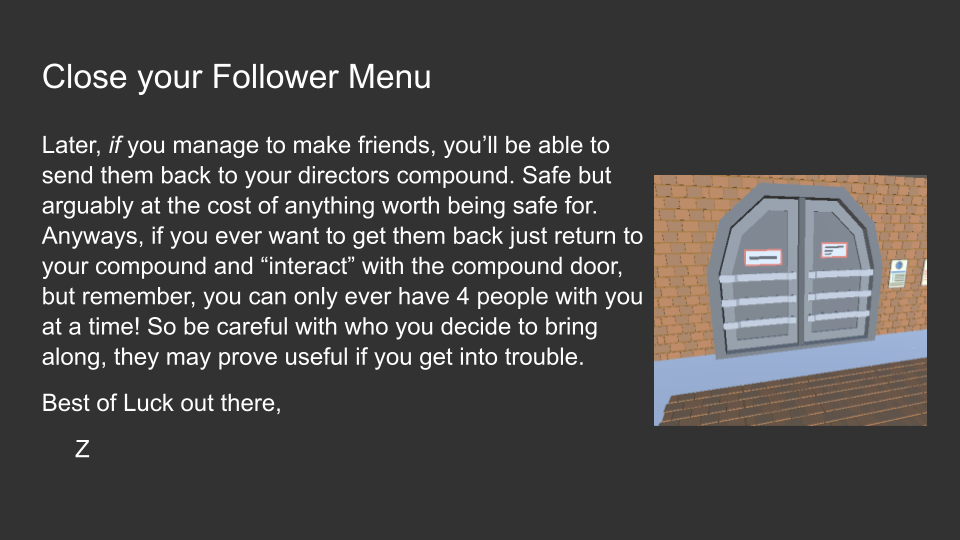 Close your Follower Menu
Later, if you manage to make friends, you’ll be able to
send them back to your directors compound. Safe but
arguably at the cost of anything worth being safe for.
Anyways, if you ever want to get them back just return to
your compound and “interact” with the compound door,
but remember, you can only ever have 4 people with you
at a time! So be careful with who you decide to bring
along, they may prove useful if you get into trouble.
Best of Luck out there,
Z